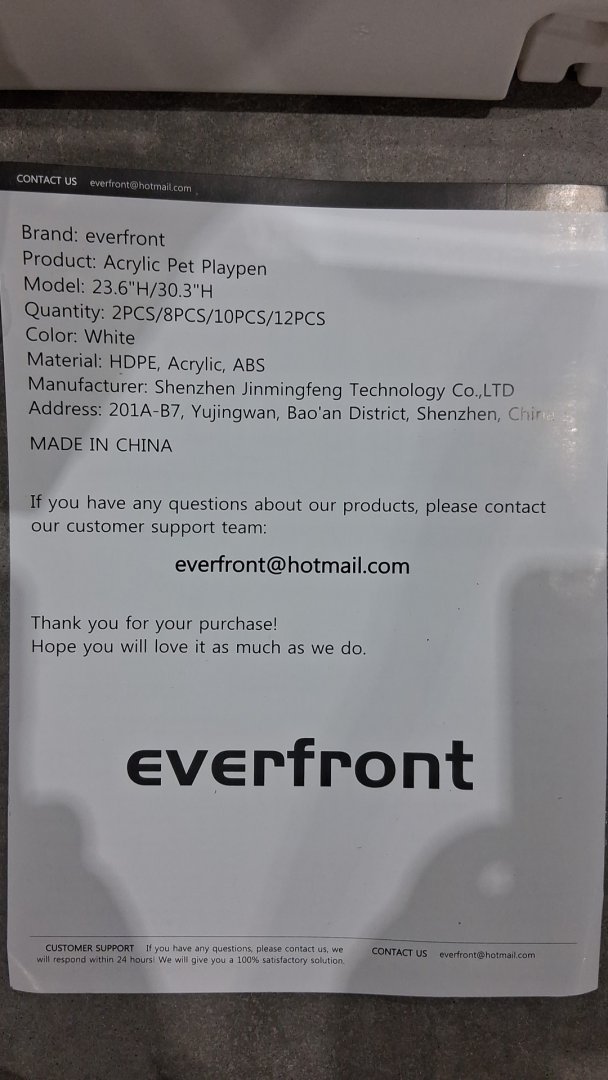 CONTACT US everfront@hotmail.com
Brand: everfront
Product: Acrylic Pet Playpen
Model: 23.6"H/30.3"H
Quantity: 2PCS/8PCS/10PCS/12PCS
Color: White
Material: HDPE, Acrylic, ABS
Manufacturer: Shenzhen Jinmingfeng Technology Co.,LTD
Address: 201A-B7, Yujingwan, Bao'an District, Shenzhen, China
MADE IN CHINA
If you have any questions about our products, please contact
our customer support team:
everfront@hotmail.com
Thank you for your purchase!
Hope you will love it as much as we do.
everfront
CUSTOMER SUPPORT If you have any questions, please contact us, we
will respond within 24 hours! We will give you a 100% satisfactory solution.
CONTACT US everfront@hotmail.com